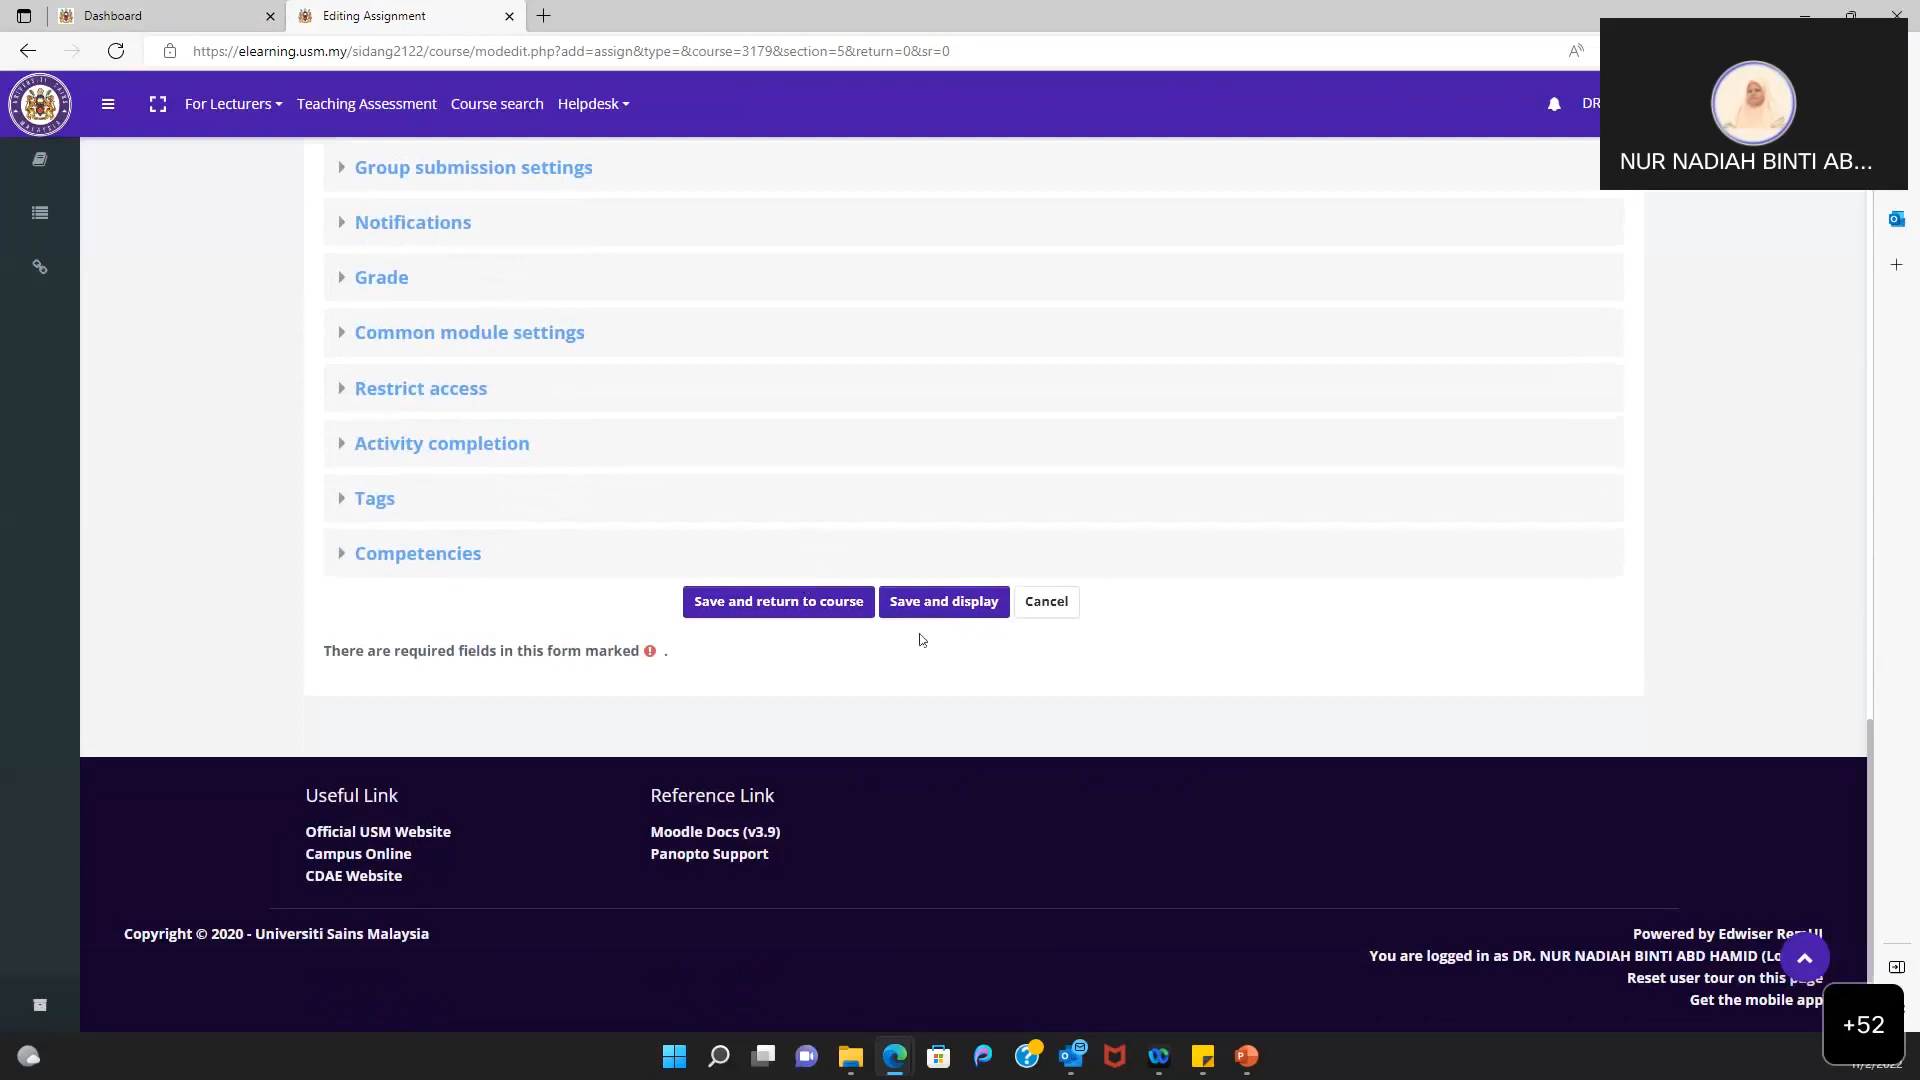 Dashboard
Editing Assignment
https://elearning.usm.my/sidang2122/course/modedit.php?add=assign&type=&course=3179&section=5&return=0&sr=0
For Lecturers
Teaching Assessment
Course search
Helpdesk
DR
NUR NADIAH BINTI AB...
Group submission settings
Notifications
Grade
Common module settings
Restrict access
Activity completion
Tags
Competencies
Save and return to course
Save and display
Cancel
There are required fields in this form marked .
Useful Link
Reference Link
Official USM Website
Moodle Docs (v3.9)
Campus Online
Panopto Support
CDAE Website
Copyright © 2020 - Universiti Sains Malaysia
Powered by Edwiser
You are logged in as DR. NUR NADIAH BINTI ABD HAMID
Reset user tour on this page
Get the mobile app
+52